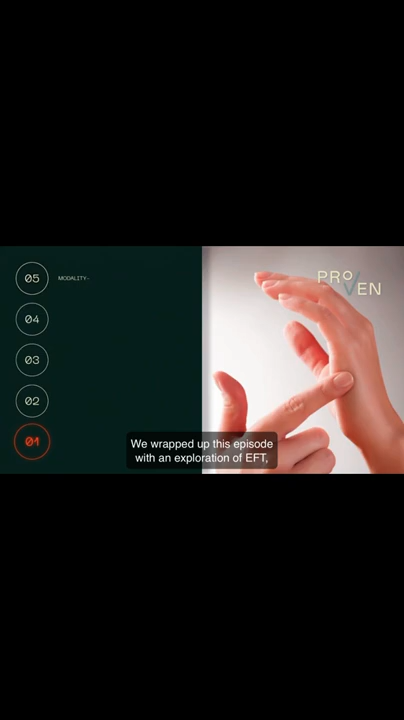 05 MODALITY-
04
03
02
01
PROVEN
We wrapped up this episode
with an exploration of EFT,